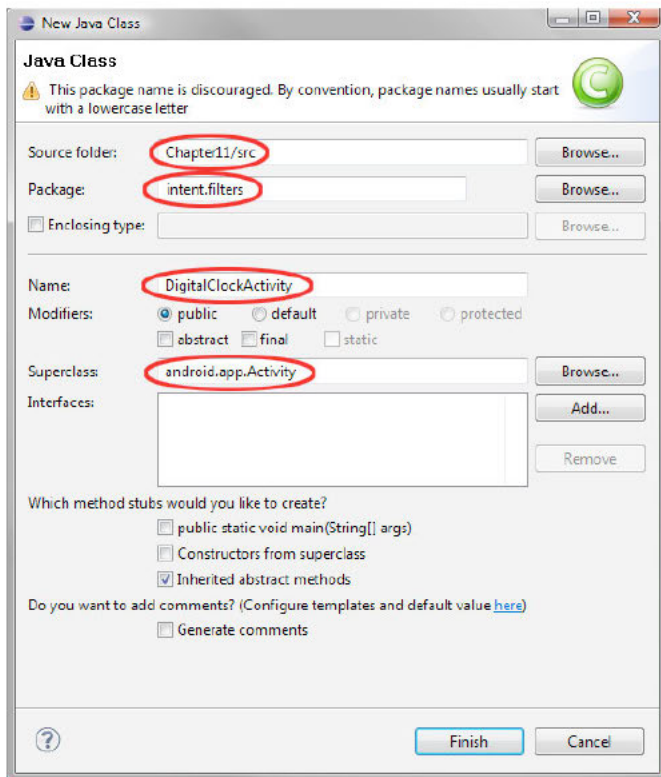 New Java Class
Java Class
This package name is discouraged. By convention, package names usually start
with a lowercase letter
Source folder: Chapter11/src Browse...
Package: intent.filters Browse...
Enclosing type: Browse...
Name: DigitalClockActivity
Modifiers: public default private protected
abstract final static
Superclass: android.app.Activity Browse...
Interfaces: Add...
Remove
Which method stubs would you like to create?
public static void main(String[] args)
Constructors from superclass
Inherited abstract methods
Do you want to add comments? (Configure templates and default value here)
Generate comments
? Finish Cancel